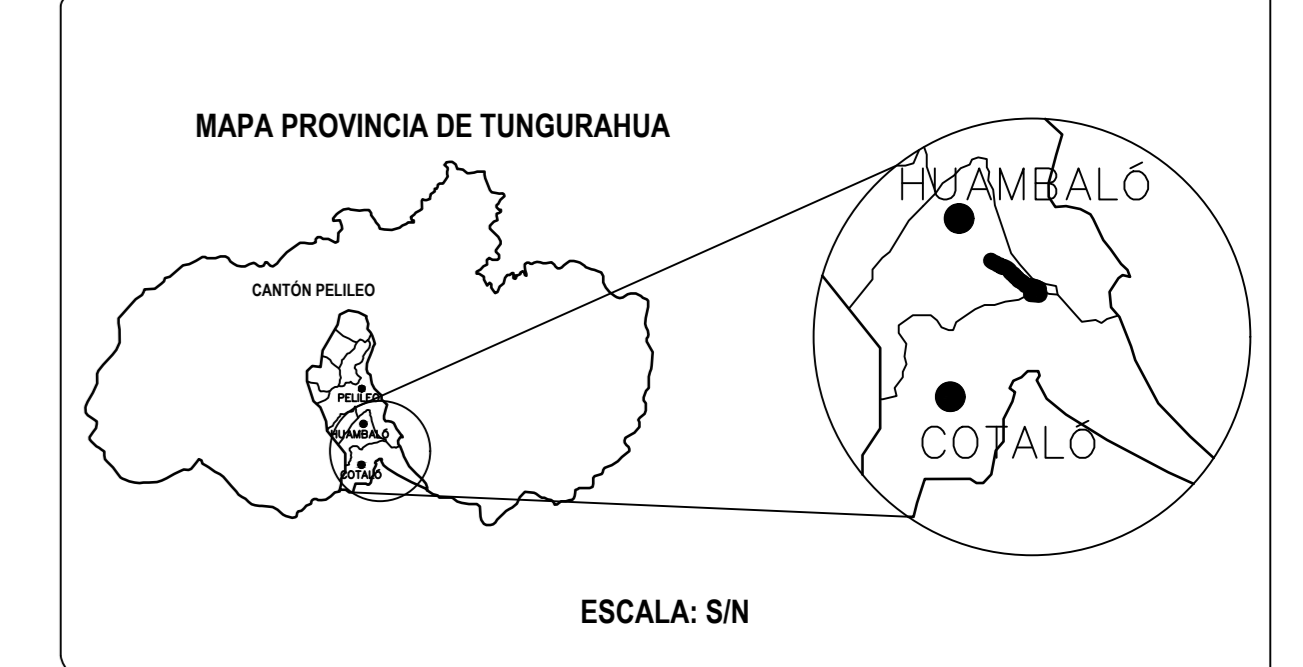 MAPA PROVINCIA DE TUNGURAHUA
CANTÓN PELILEO
PELILEO
HUAMBALÓ
COTALÓ
HUAMBALÓ
COTALÓ
ESCALA: S/N